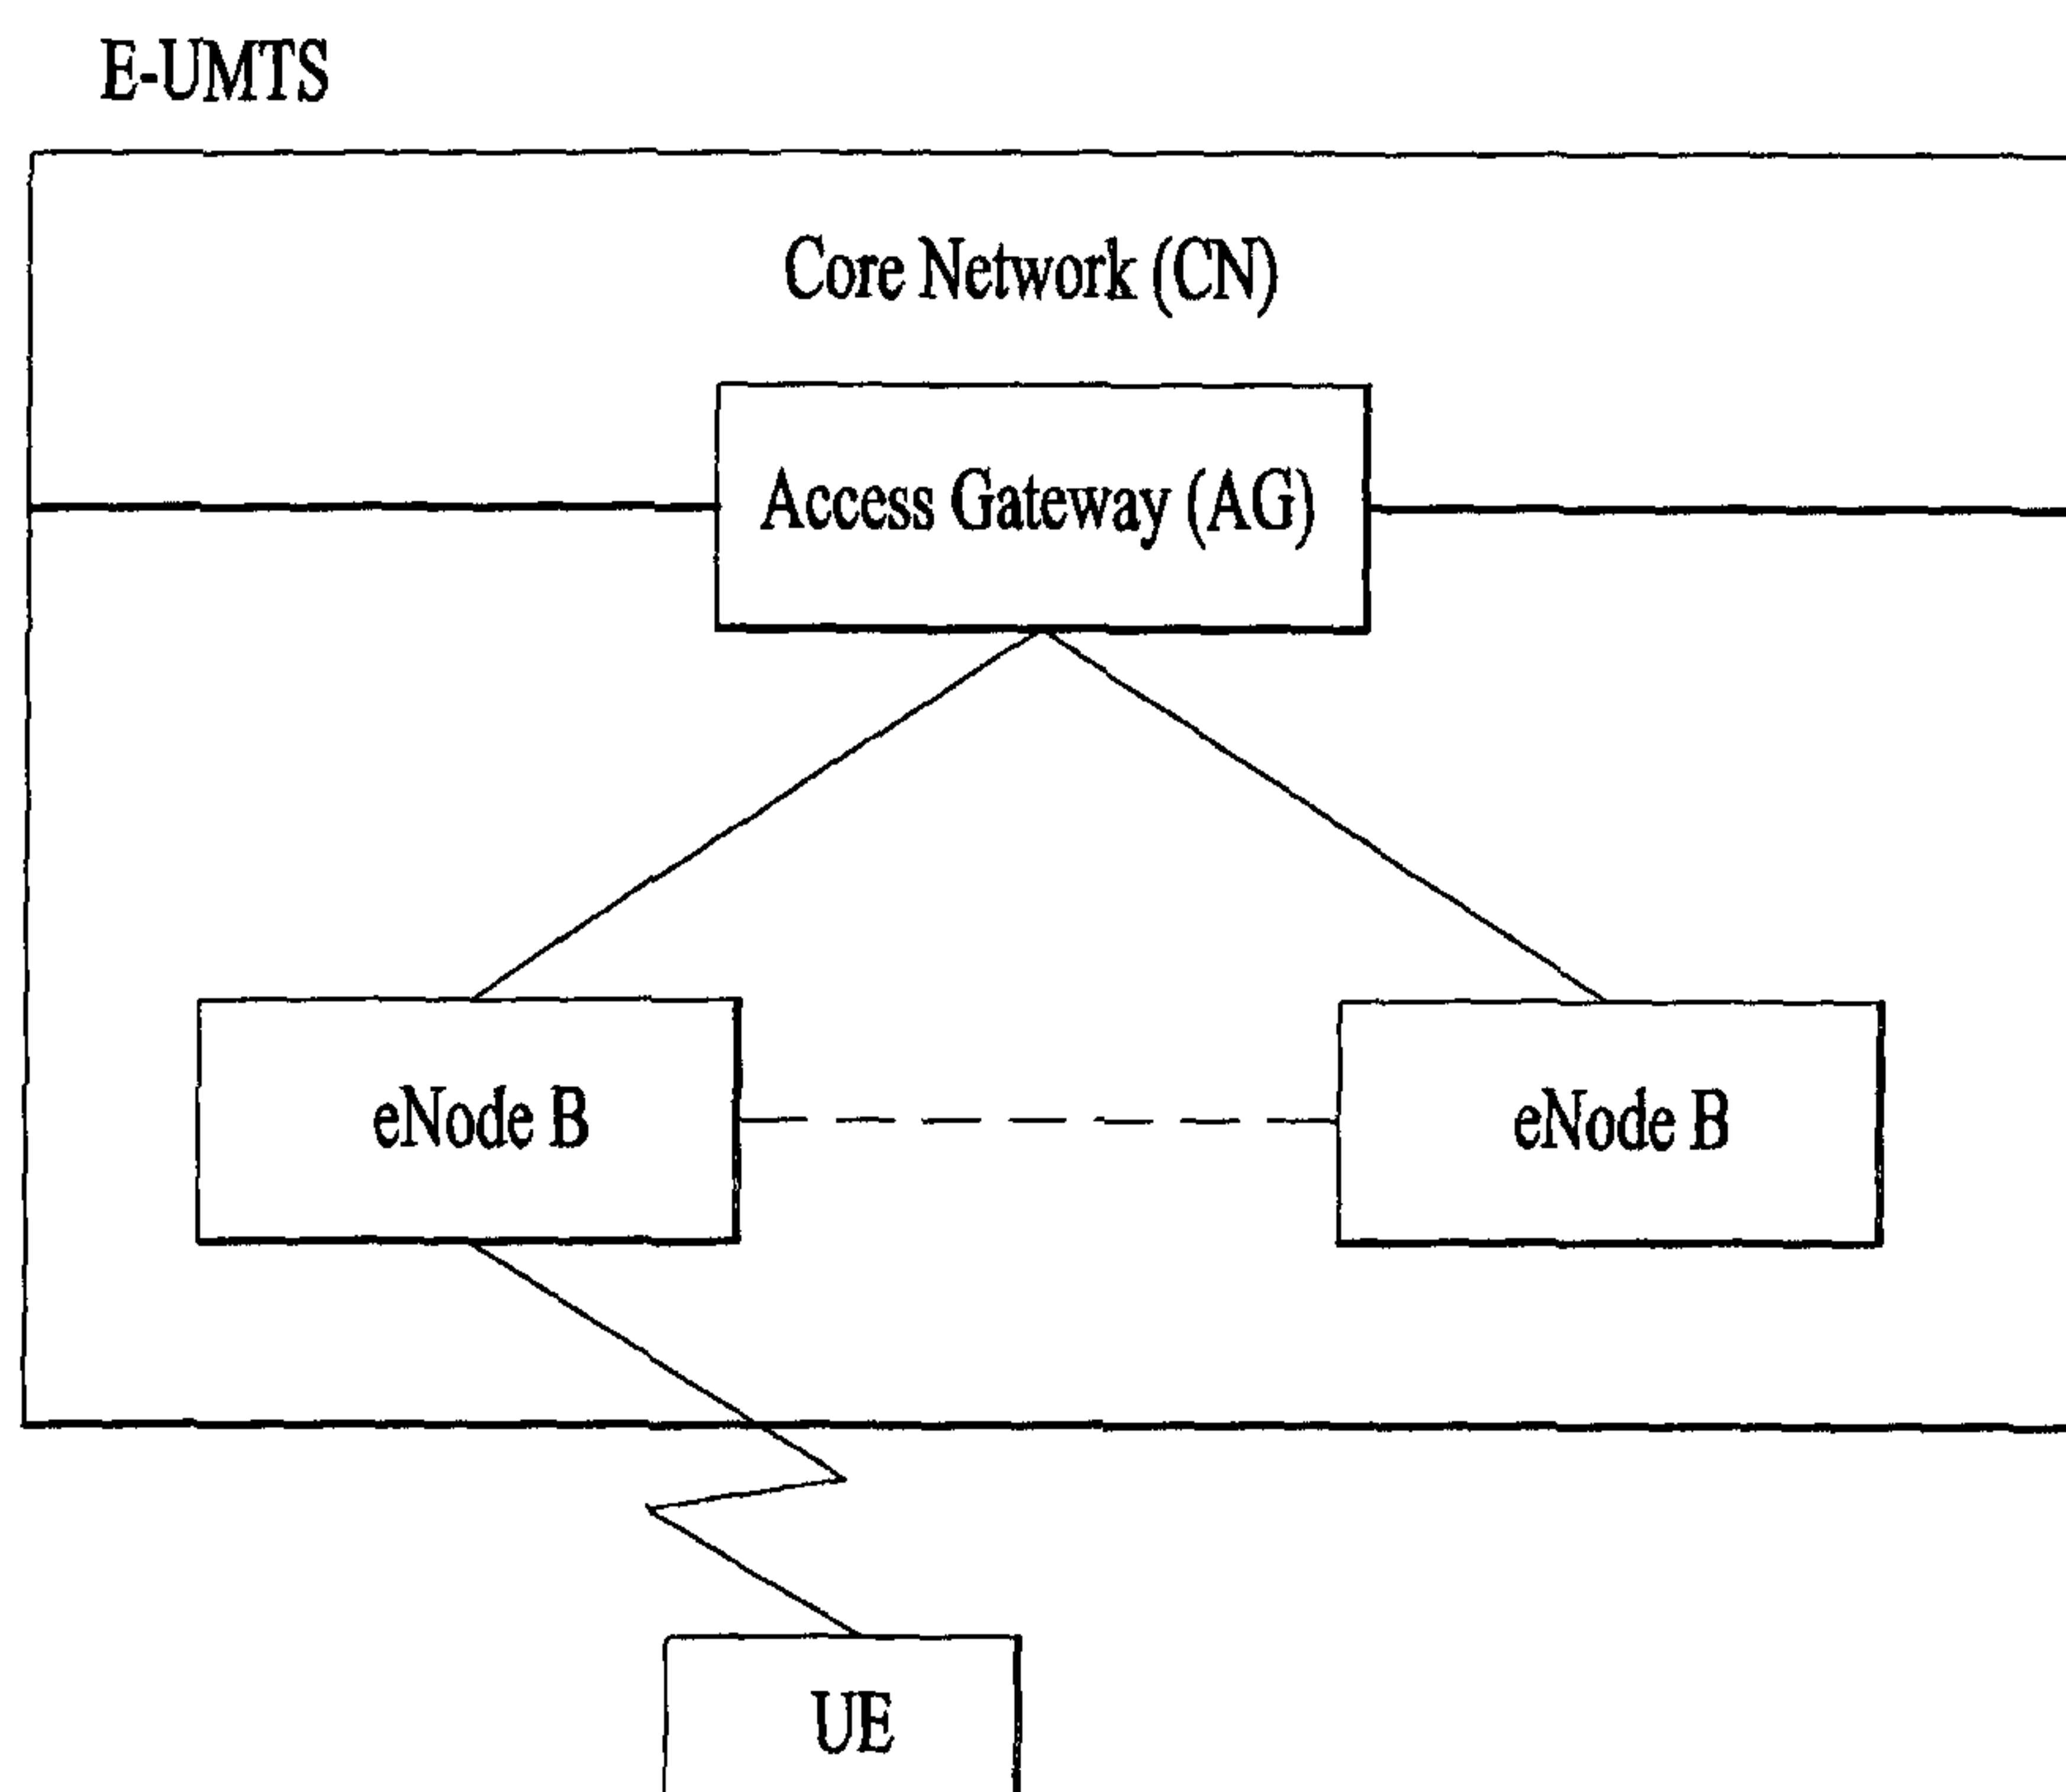 E-UMTS
Core Network (CN)
Access Gateway (AG)
eNode B
eNode B
UE